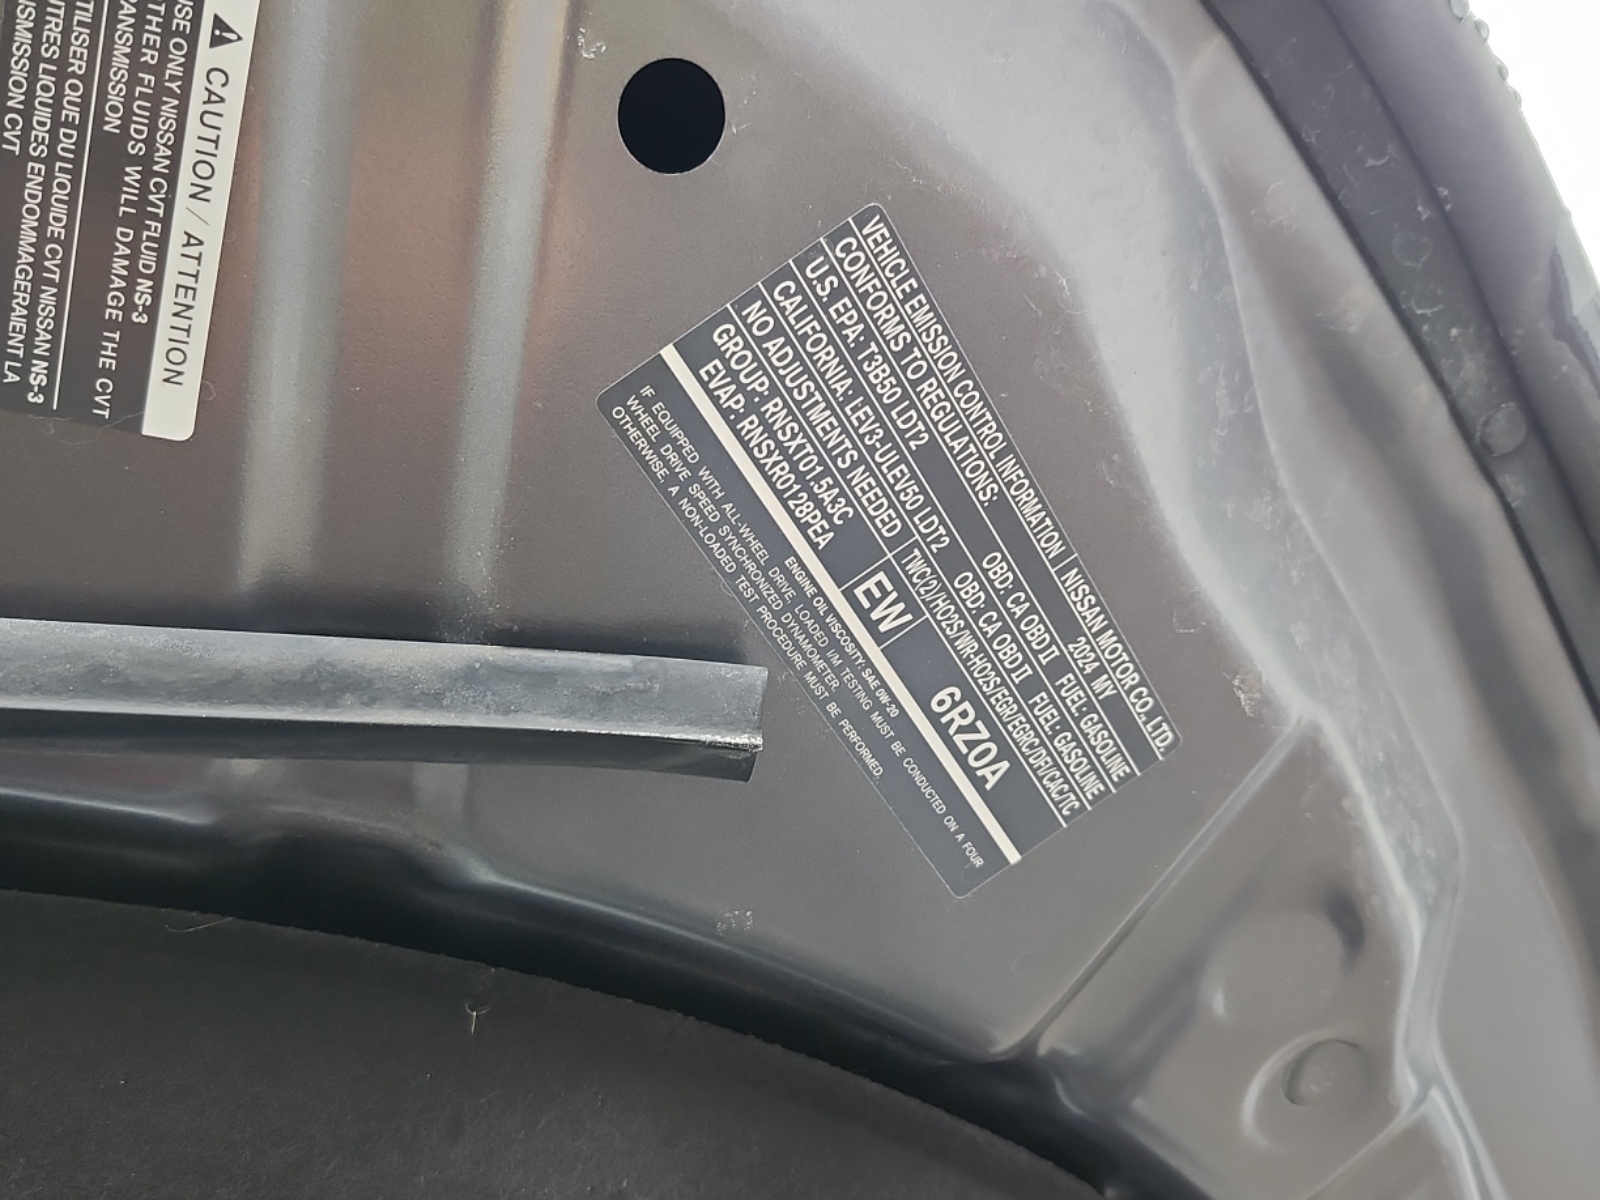 ⚠ CAUTION / ATTENTION
USE ONLY NISSAN CVT FLUID NS-3
OTHER FLUIDS WILL DAMAGE THE CVT
TRANSMISSION
UTILISER QUE DU LIQUIDE CVT NISSAN NS-3
AUTRES LIQUIDES ENDOMMAGERAIENT LA
TRANSMISSION CVT
VEHICLE EMISSION CONTROL INFORMATION NISSAN MOTOR CO., LTD.
CONFORMS TO REGULATIONS: 2024 MY
U.S. EPA: T3B50 LDT2 OBD: CA OBD II FUEL: GASOLINE
CALIFORNIA: LEV3-ULEV50 LDT2 OBD: CA OBD II FUEL: GASOLINE
NO ADJUSTMENTS NEEDED TWC(2)/HO2S/WR-HO2S/EGR/EGRC/DFI/CAC/TC
GROUP: RNSXT01.5A3C
EVAP: RNSXR0128PEA
EW
6RZ0A
ENGINE OIL VISCOSITY: SAE 0W-20
IF EQUIPPED WITH ALL-WHEEL DRIVE, LOADED I/M TESTING MUST BE CONDUCTED ON A FOUR
WHEEL DRIVE SPEED SYNCHRONIZED DYNAMOMETER.
OTHERWISE, A NON-LOADED TEST PROCEDURE MUST BE PERFORMED.